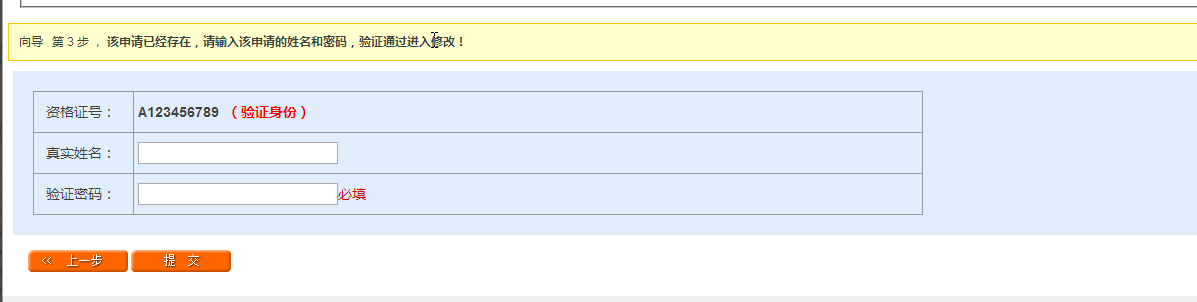 向导 第 3 步 ， 该申请已经存在，请输入该申请的姓名和密码，验证通过进入修改！
资格证号： A123456789 （验证身份）
真实姓名：
验证密码： 必填
<< 上一步 提 交